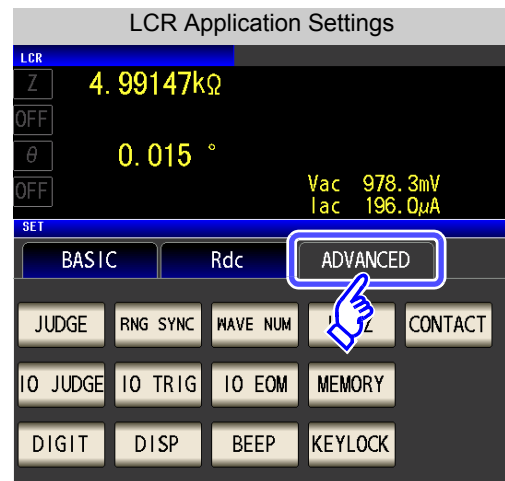 LCR Application Settings
LCR
Z 4.99147kΩ
OFF
θ 0.015 °
OFF
Vac 978.3mV
Iac 196.0μA
SET
BASIC Rdc ADVANCED
JUDGE RNG SYNC WAVE NUM CONTACT
IO JUDGE IO TRIG IO EOM MEMORY
DIGIT DISP BEEP KEYLOCK